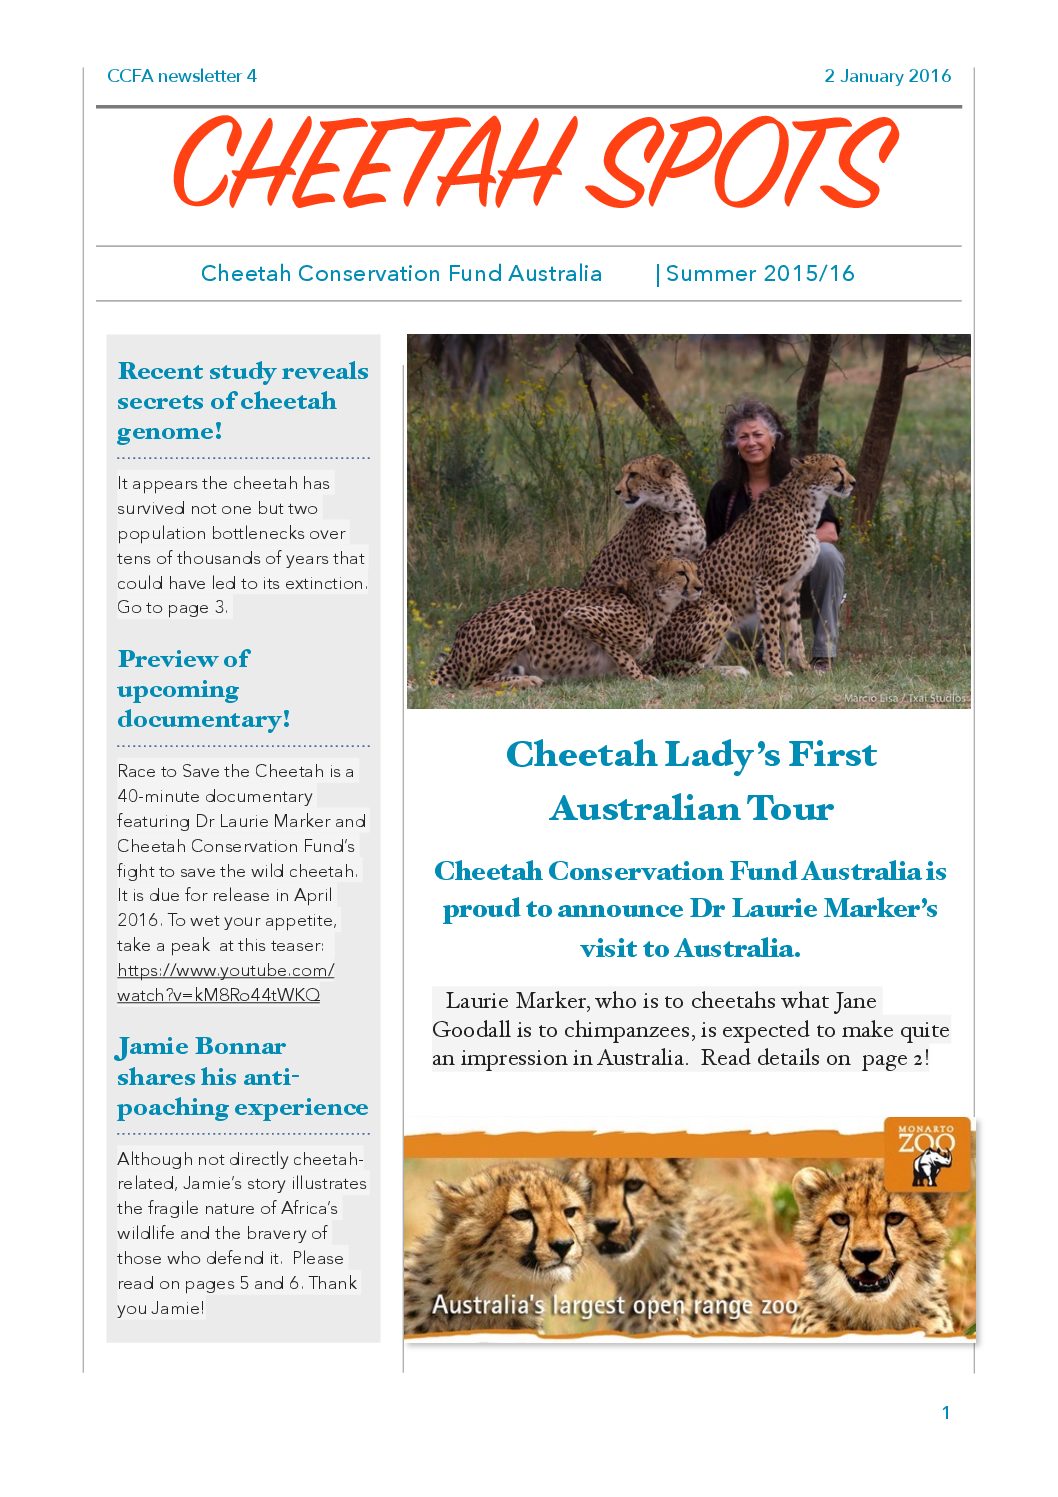 CCFA newsletter 4
2 January 2016
CHEETAH SPOTS
Cheetah Conservation Fund Australia | Summer 2015/16
Recent study reveals
secrets of cheetah
genome!
It appears the cheetah has
survived not one but two
population bottlenecks over
tens of thousands of years that
could have led to its extinction.
Go to page 3.
Preview of
upcoming
documentary!
Race to Save the Cheetah is a
40-minute documentary
featuring Dr Laurie Marker and
Cheetah Conservation Fund’s
fight to save the wild cheetah.
It is due for release in April
2016. To wet your appetite,
take a peak at this teaser:
https://www.youtube.com/
watch?v=kM8Ro44tWKQ
Jamie Bonnar
shares his anti-
poaching experience
Although not directly cheetah-
related, Jamie’s story illustrates
the fragile nature of Africa’s
wildlife and the bravery of
those who defend it. Please
read on pages 5 and 6. Thank
you Jamie!
© Marcio Lisa / Txai Studios
Cheetah Lady’s First
Australian Tour
Cheetah Conservation Fund Australia is
proud to announce Dr Laurie Marker’s
visit to Australia.
Laurie Marker, who is to cheetahs what Jane
Goodall is to chimpanzees, is expected to make quite
an impression in Australia. Read details on page 2!
MONARTO
ZOO
Australia's largest open range zoo
1